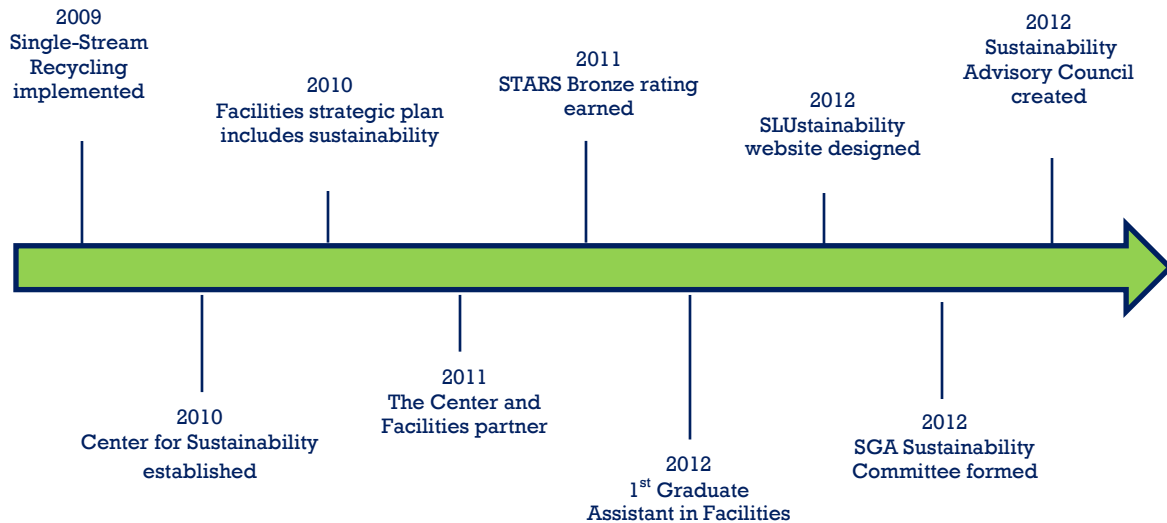 2009
Single-Stream
Recycling
implemented
2010
Center for Sustainability
established
2010
Facilities strategic plan
includes sustainability
2011
The Center and
Facilities partner
2011
STARS Bronze rating
earned
2012
1st Graduate
Assistant in Facilities
2012
SLUstainability
website designed
2012
SGA Sustainability
Committee formed
2012
Sustainability
Advisory Council
created